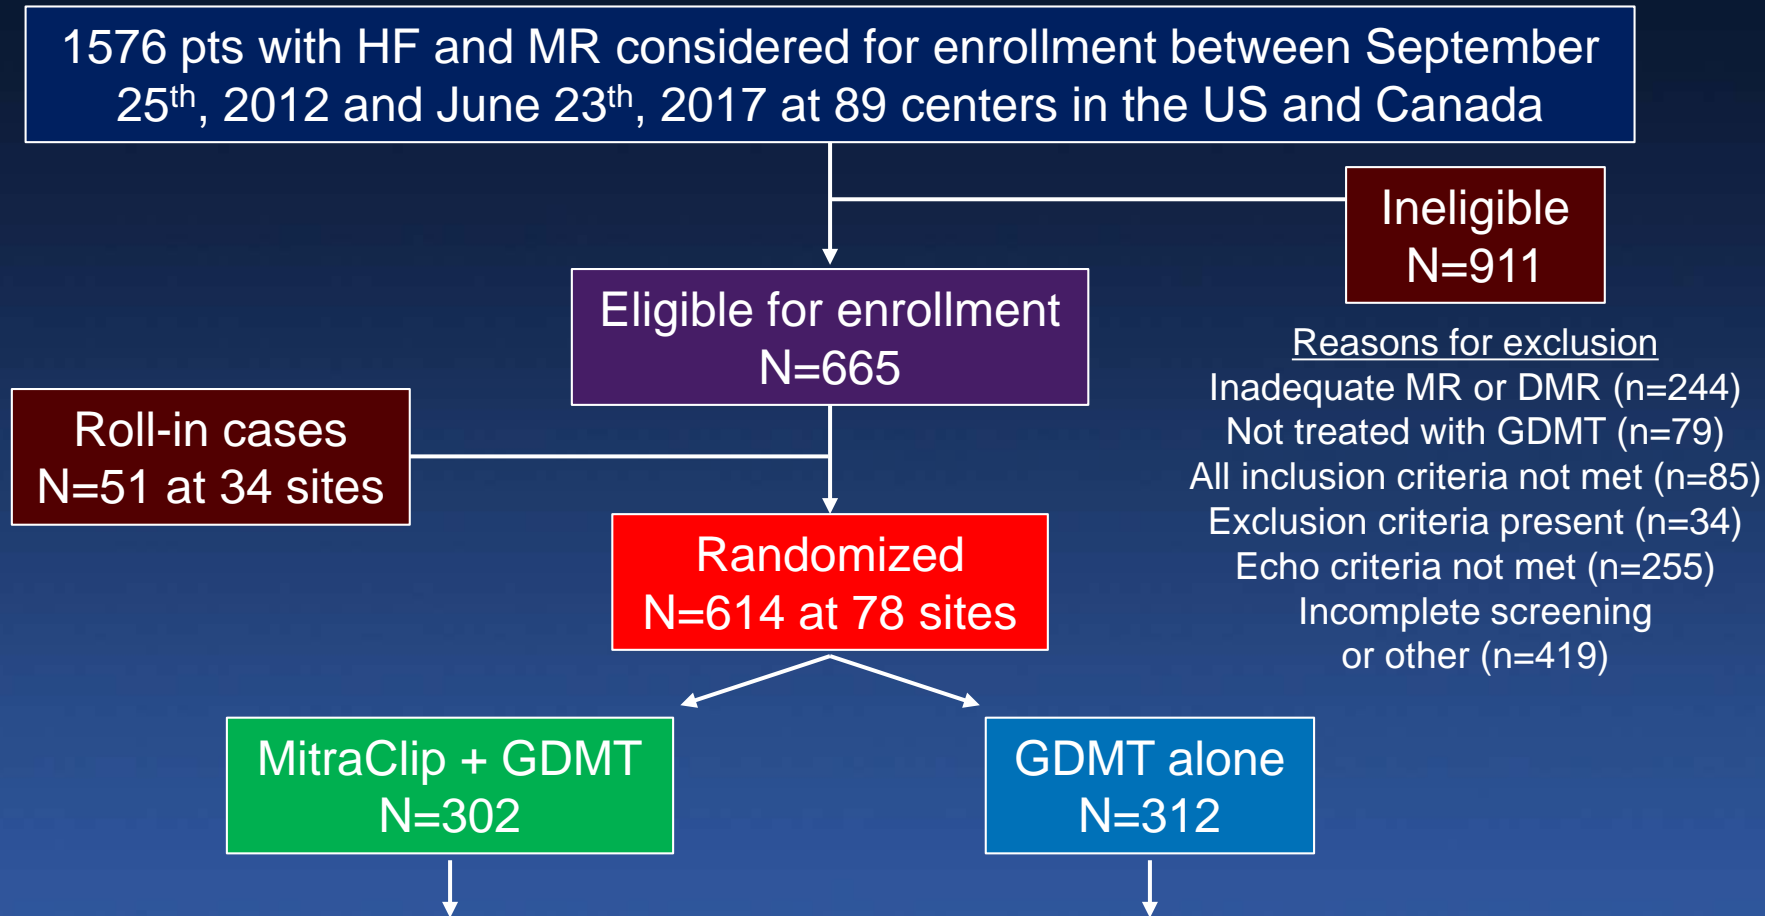 1576 pts with HF and MR considered for enrollment between September
25th, 2012 and June 23th, 2017 at 89 centers in the US and Canada
Ineligible
N=911
Eligible for enrollment
N=665
Reasons for exclusion
Inadequate MR or DMR (n=244)
Not treated with GDMT (n=79)
All inclusion criteria not met (n=85)
Exclusion criteria present (n=34)
Echo criteria not met (n=255)
Incomplete screening
or other (n=419)
Roll-in cases
N=51 at 34 sites
Randomized
N=614 at 78 sites
MitraClip + GDMT
N=302
GDMT alone
N=312